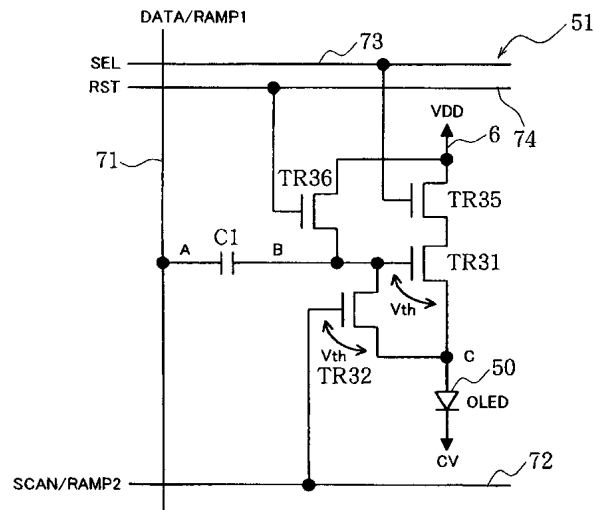 DATA/RAMP1
SEL
73
51
RST
VDD
6
74
71
TR36
TR35
C1
A
B
TR31
Vth
Vth
TR32
C
50
OLED
CV
SCAN/RAMP2
72